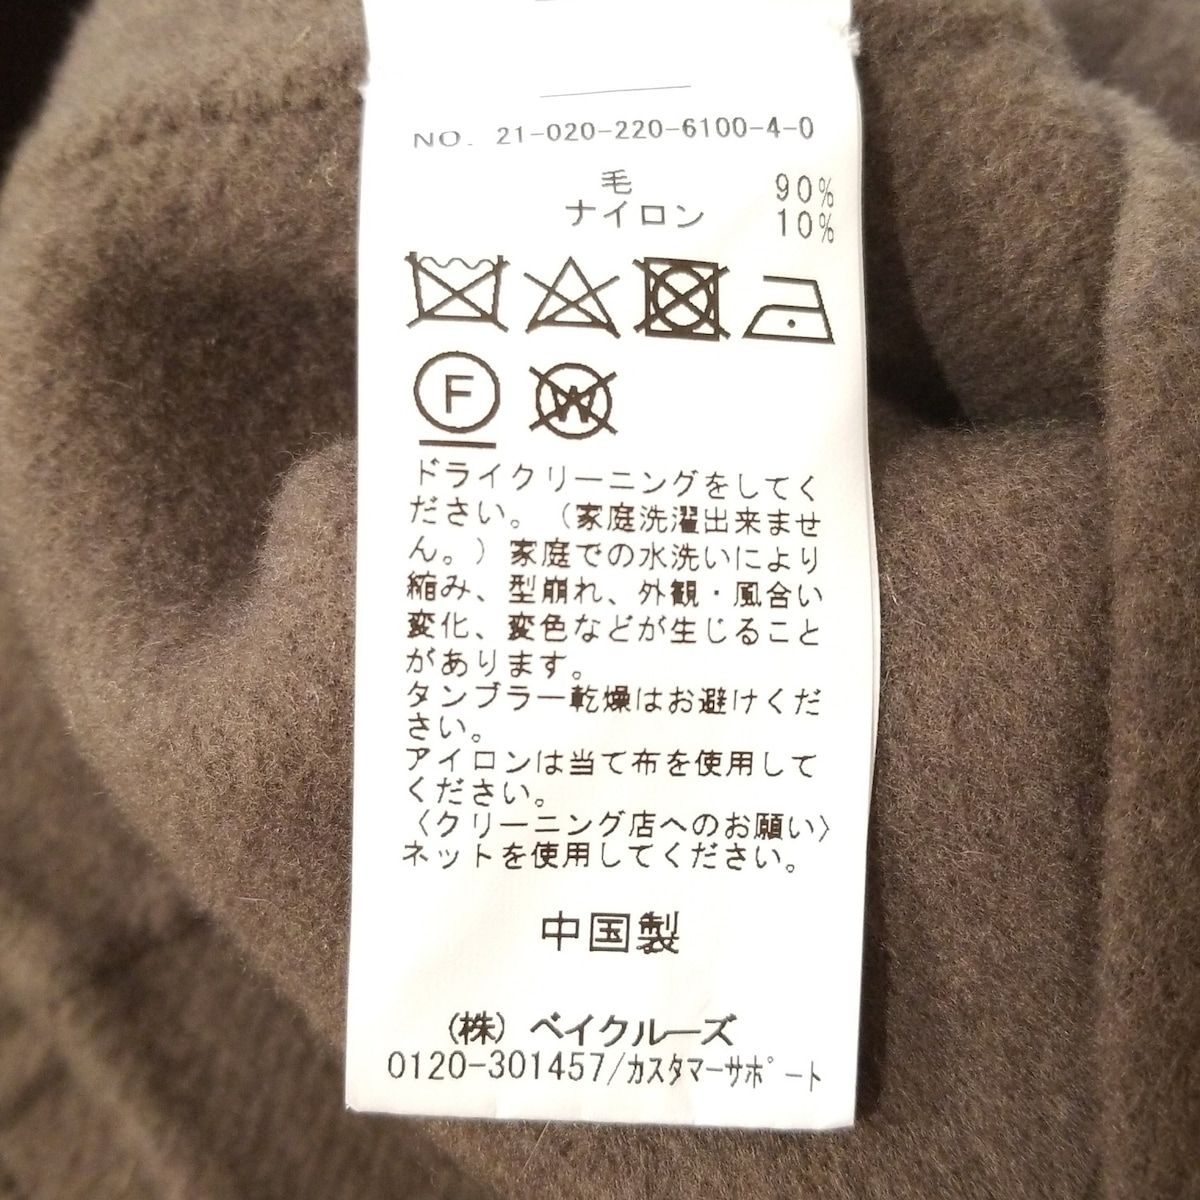 NO. 21-020-220-6100-4-0
毛 90%
ナイロン 10%
F
W
ドライクリーニングをしてく
ださい。（家庭洗濯出来ませ
ん。）家庭での水洗いにより
縮み、型崩れ、外観・風合い
変化、変色などが生じること
があります。
タンブラー乾燥はお避けくだ
さい。
アイロンは当て布を使用して
ください。
〈クリーニング店へのお願い〉
ネットを使用してください。
中国製
(株) ベイクルーズ
0120-301457/ｶｽﾀﾏｰｻﾎﾟｰﾄ